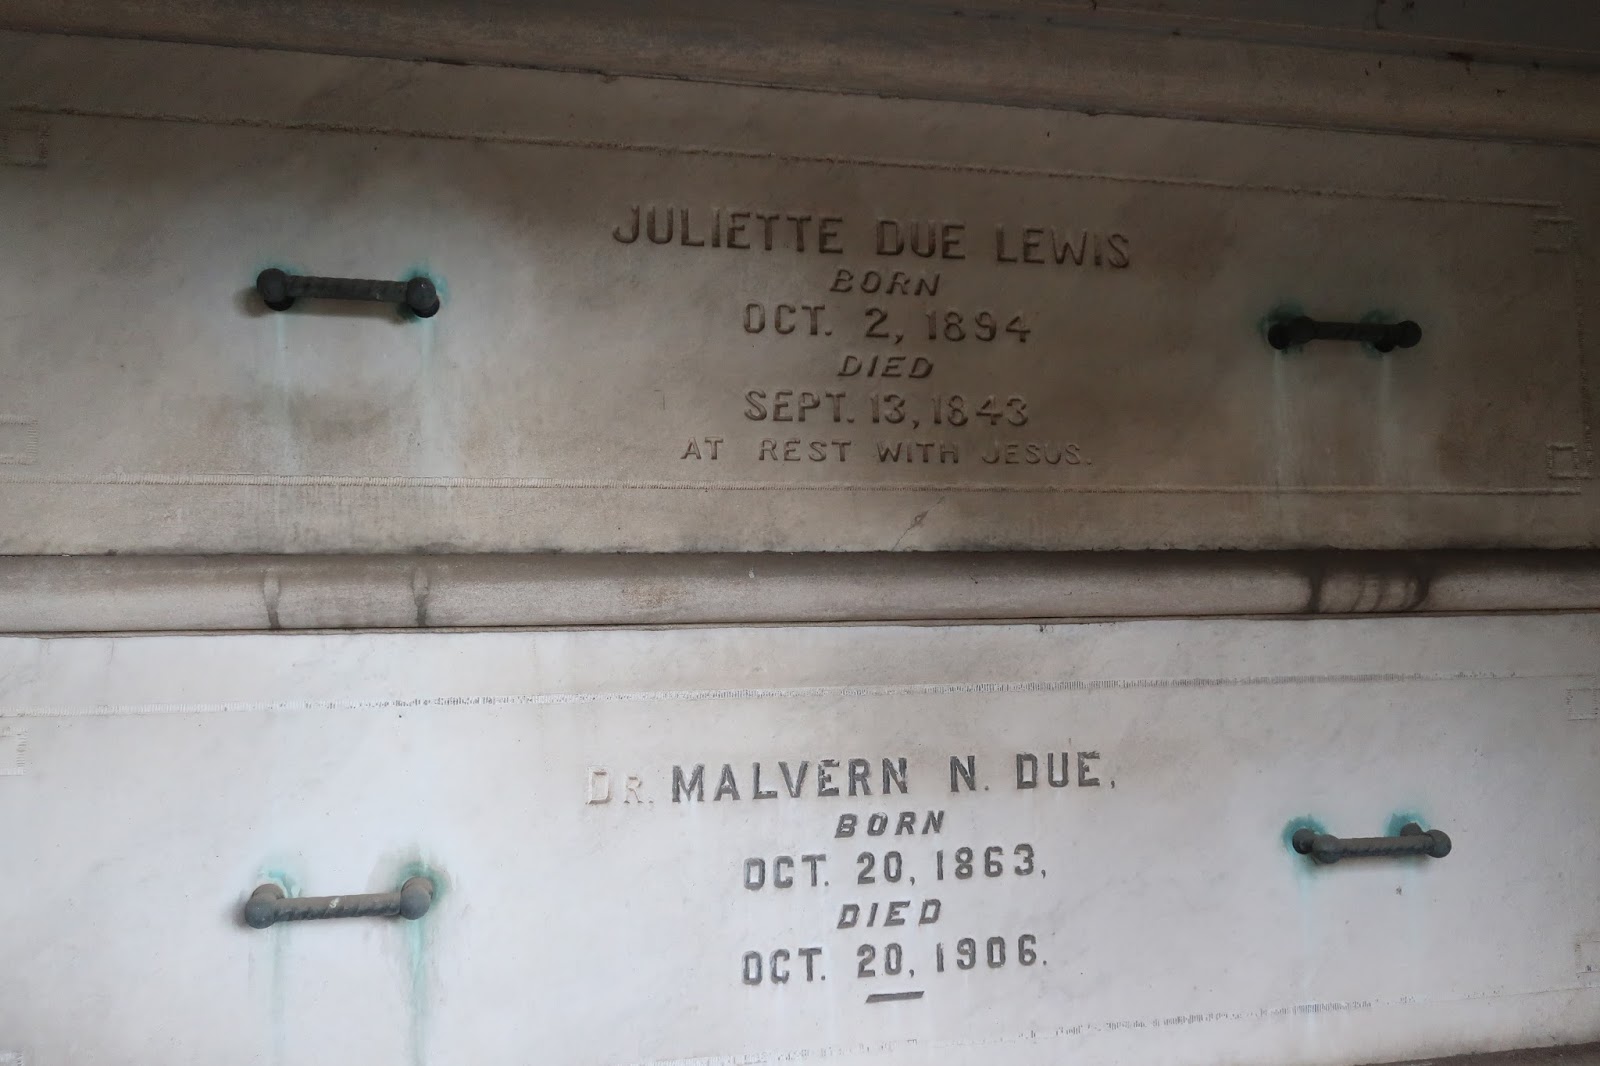 JULIETTE DUE LEWIS
BORN
OCT. 2, 1894
DIED
SEPT. 13, 1843
AT REST WITH JESUS.
DR. MALVERN N. DUE,
BORN
OCT. 20, 1863,
DIED
OCT. 20, 1906.